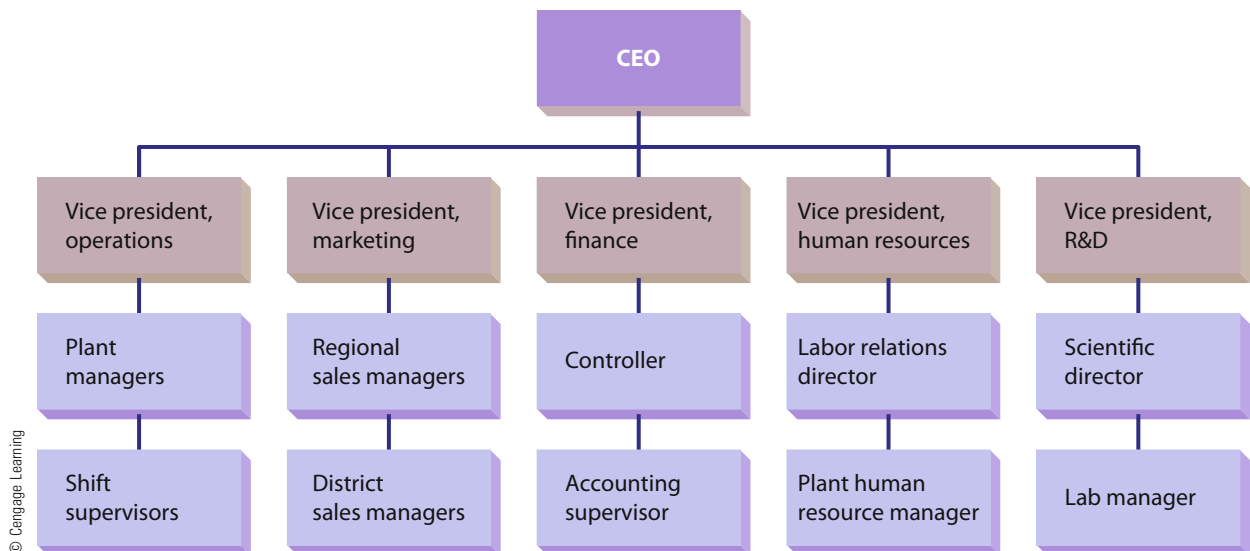 CEO
Vice president,
operations
Vice president,
marketing
Vice president,
finance
Vice president,
human resources
Vice president,
R&D
Plant
managers
Regional
sales managers
Controller
Labor relations
director
Scientific
director
Shift
supervisors
District
sales managers
Accounting
supervisor
Plant human
resource manager
Lab manager
© Cengage Learning